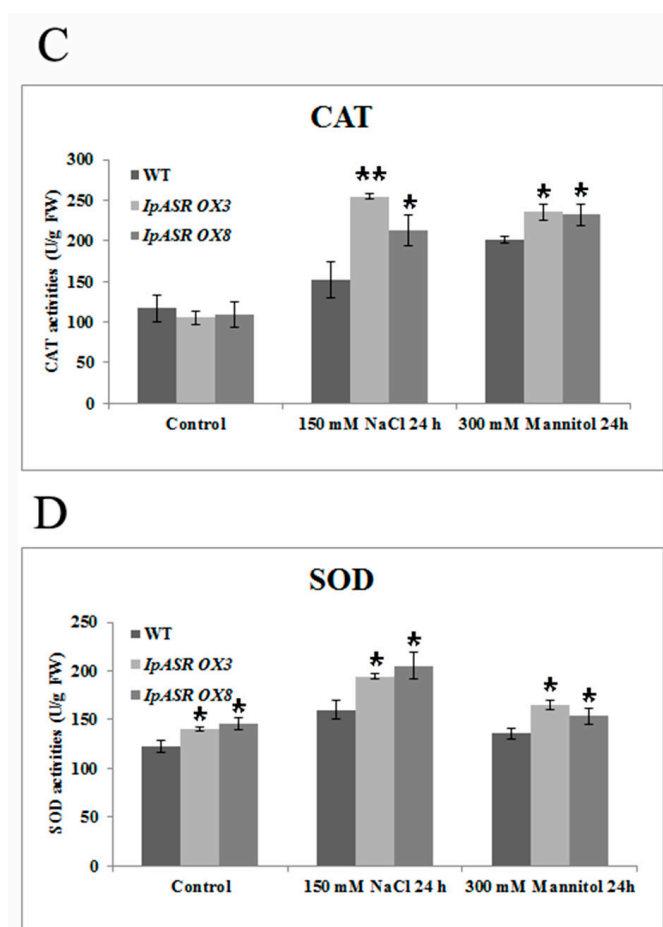 C
CAT
CAT activities (U/g FW)
300
250
200
150
100
50
0
WT
IpASR OX3
IpASR OX8
**
*
*
*
Control
150 mM NaCl 24 h
300 mM Mannitol 24h
D
SOD
SOD activities (U/g FW)
250
200
150
100
50
0
WT
IpASR OX3
IpASR OX8
*
*
*
*
*
*
Control
150 mM NaCl 24 h
300 mM Mannitol 24h